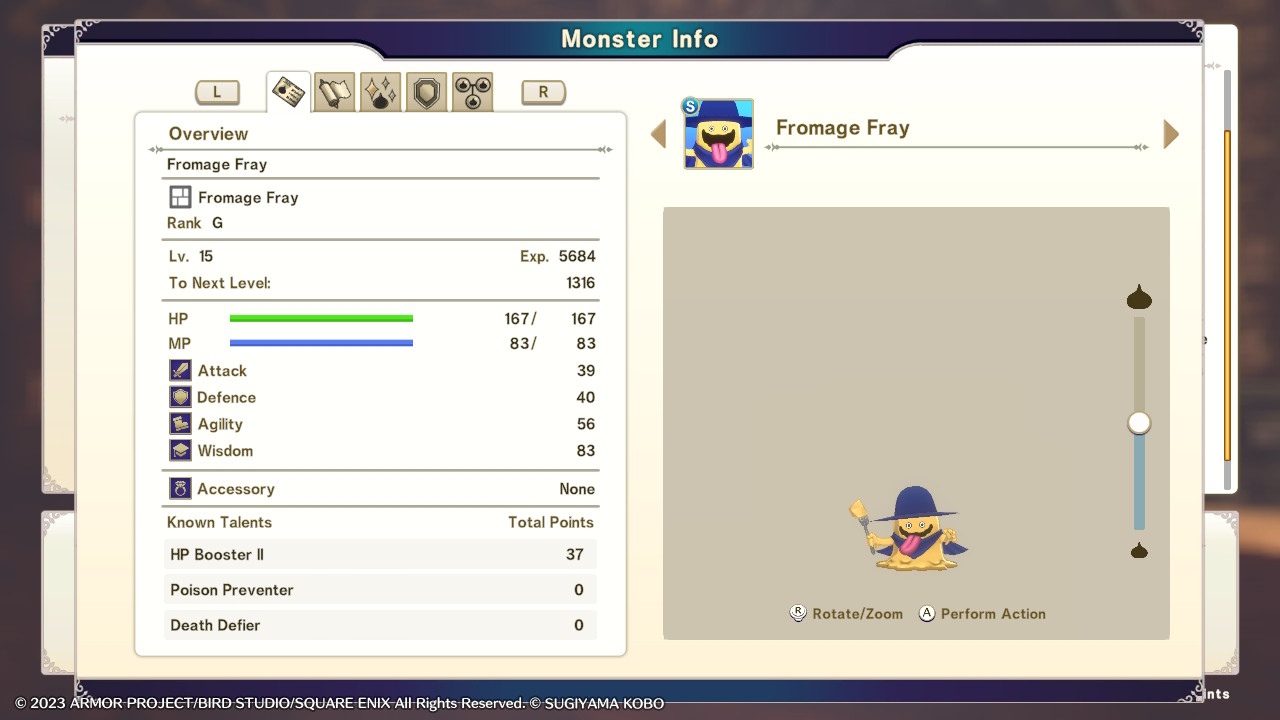 Monster Info
L
R
Overview
Fromage Fray
Fromage Fray
Rank G
Lv. 15 Exp. 5684
To Next Level: 1316
HP 167/ 167
MP 83/ 83
Attack 39
Defence 40
Agility 56
Wisdom 83
Accessory None
Known Talents Total Points
HP Booster II 37
Poison Preventer 0
Death Defier 0
S
Fromage Fray
R Rotate/Zoom A Perform Action
© 2023 ARMOR PROJECT/BIRD STUDIO/SQUARE ENIX All Rights Reserved. © SUGIYAMA KOBO